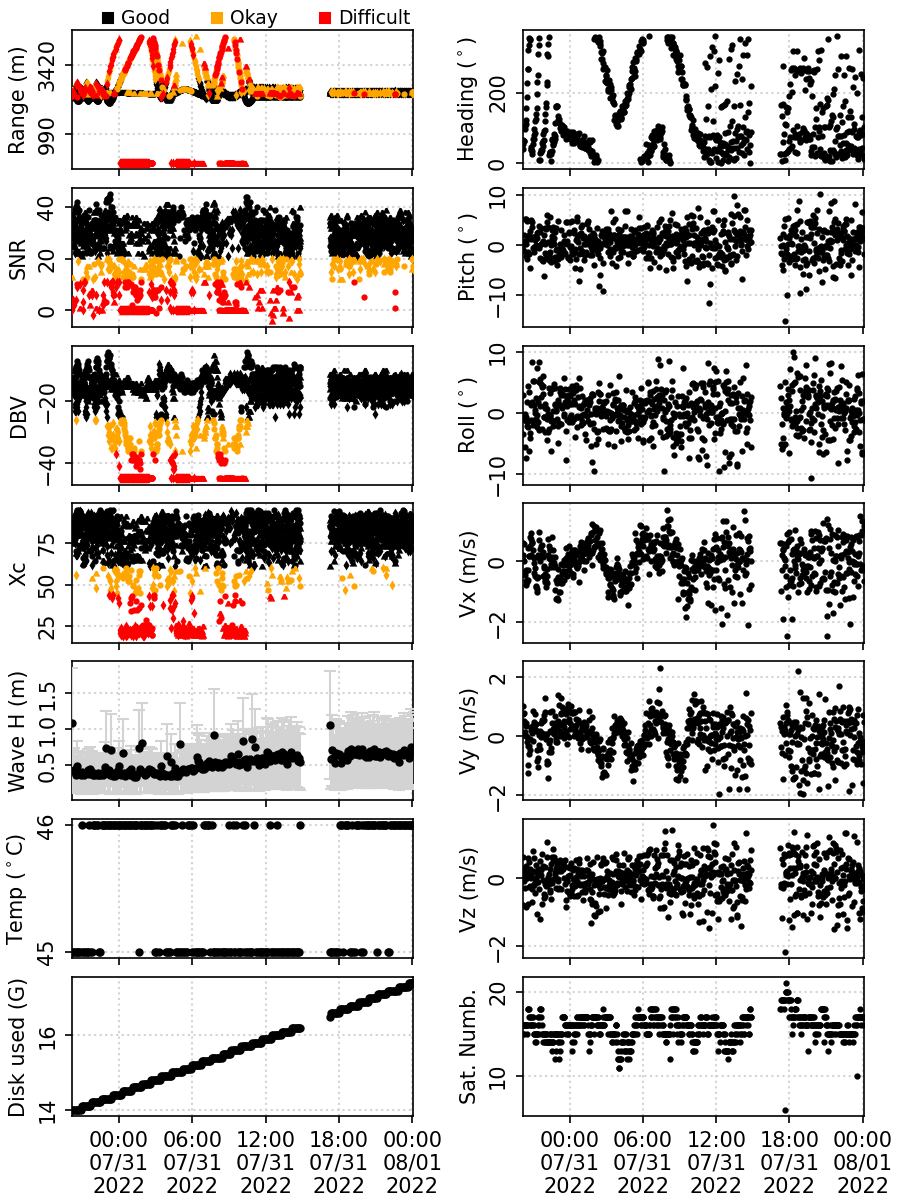 Good Okay Difficult
Range (m)
3420
990
Heading (°)
200
0
SNR
40
20
0
Pitch (°)
10
0
−10
DBV
−20
−40
Roll (°)
10
0
−10
Xc
75
50
25
Vx (m/s)
0
−2
Wave H (m)
1.5
1.0
0.5
Vy (m/s)
2
0
−2
Temp (°C)
46
45
Vz (m/s)
0
−2
Disk used (G)
16
14
Sat. Numb.
20
10
00:00 06:00 12:00 18:00 00:00
07/31 07/31 07/31 07/31 08/01
2022 2022 2022 2022 2022
00:00 06:00 12:00 18:00 00:00
07/31 07/31 07/31 07/31 08/01
2022 2022 2022 2022 2022